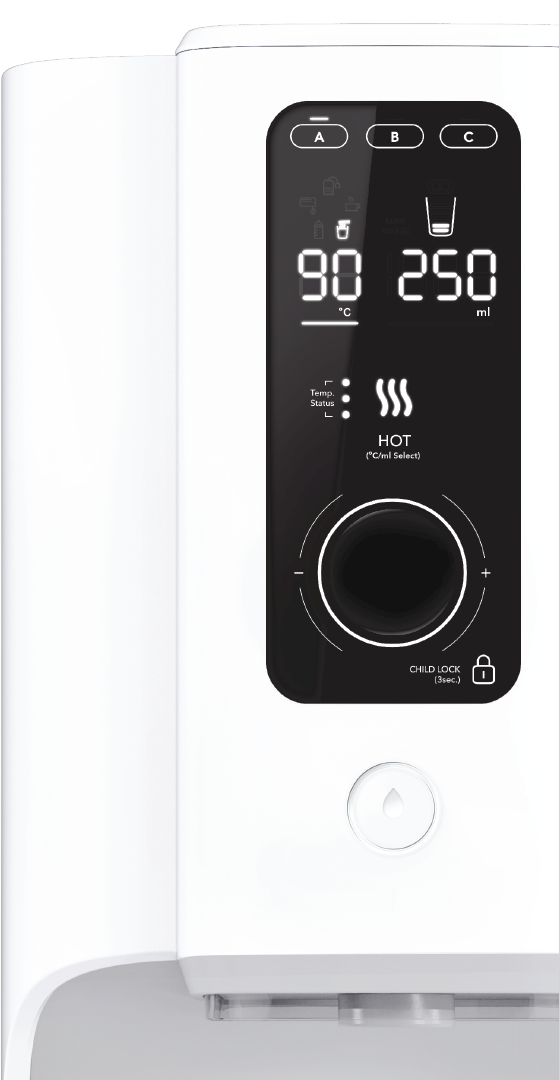 A B C
90 250
°C ml
Temp.
Status
HOT
(°C/ml Select)
− +
CHILD LOCK
(3sec.)